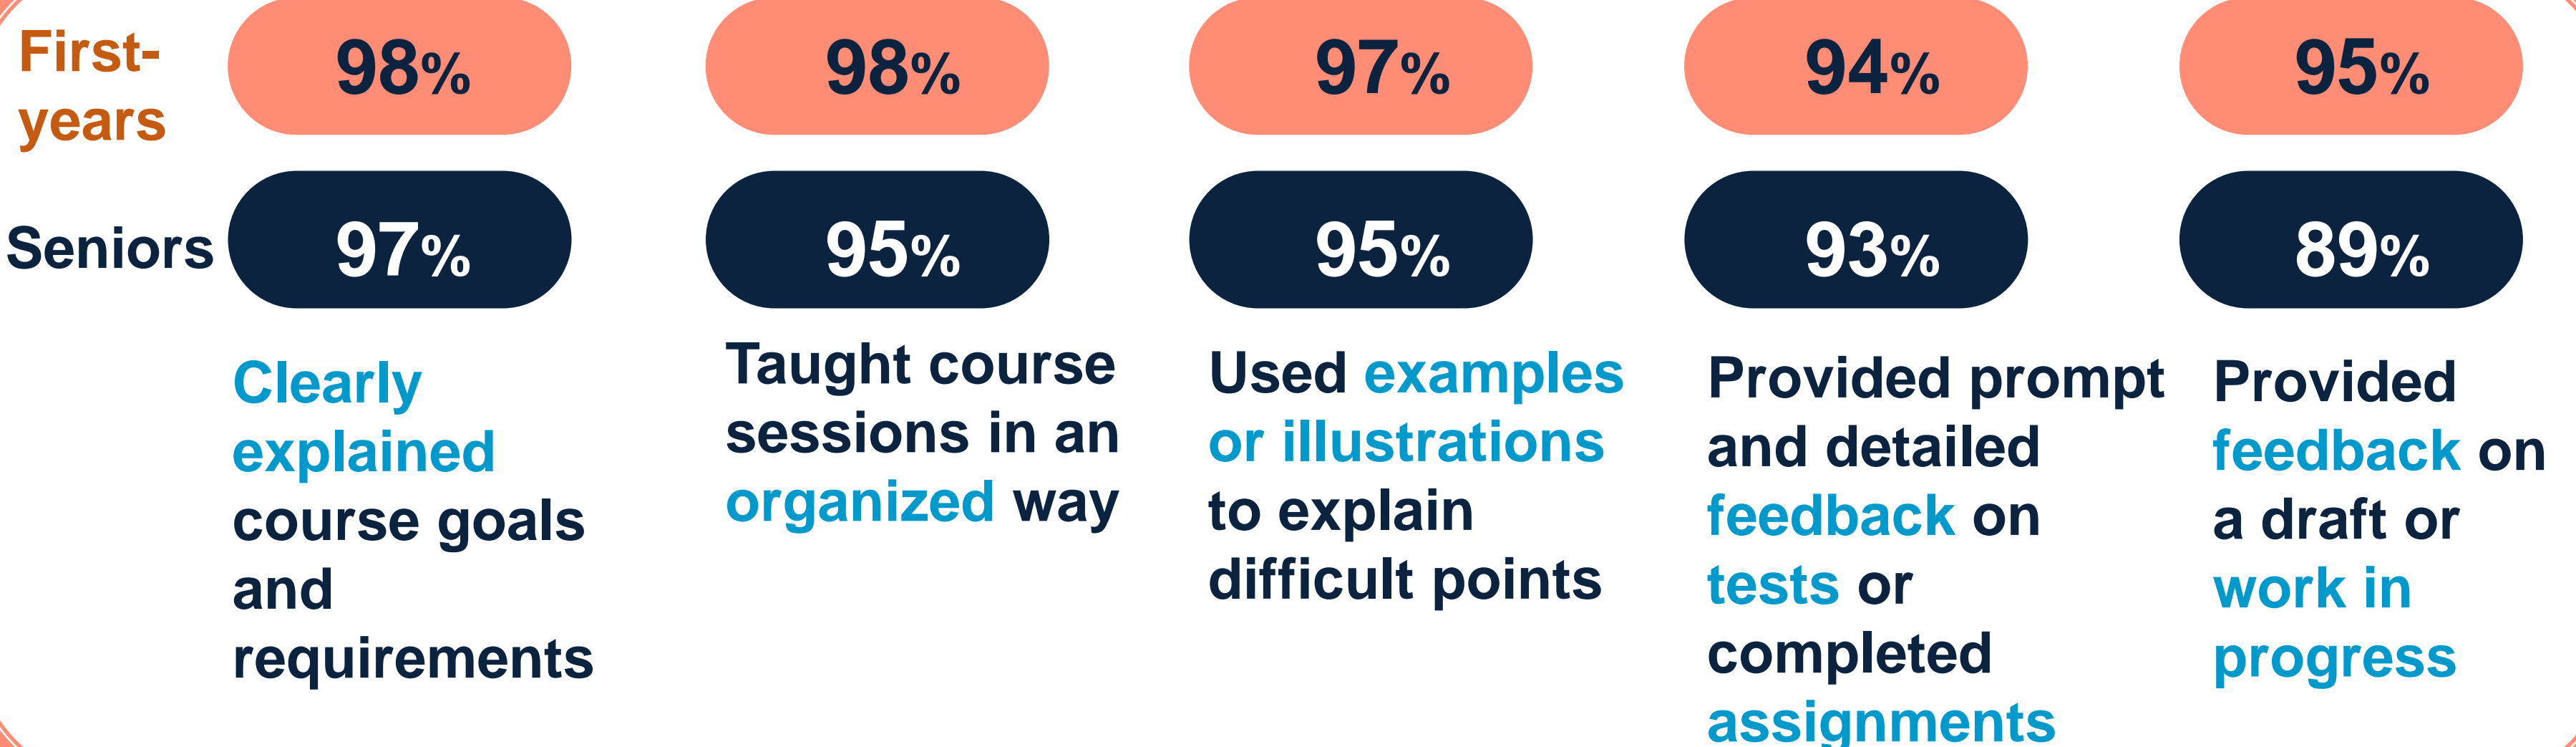 First-
years
98%
98%
97%
94%
95%
Seniors
97%
95%
95%
93%
89%
Clearly
explained
course goals
and
requirements
Taught course
sessions in an
organized way
Used examples
or illustrations
to explain
difficult points
Provided prompt
and detailed
feedback on
tests or
completed
assignments
Provided
feedback on
a draft or
work in
progress